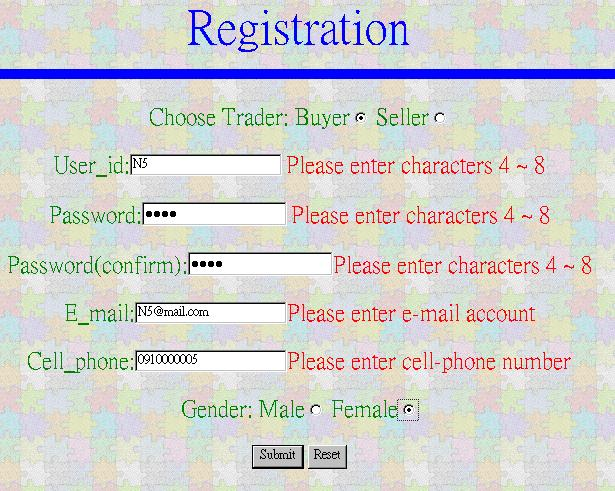 Registration
Choose Trader: Buyer Seller
User_id: N5 Please enter characters 4 ~ 8
Password: •••• Please enter characters 4 ~ 8
Password(confirm): •••• Please enter characters 4 ~ 8
E_mail: N5@mail.com Please enter e-mail account
Cell_phone: 0910000005 Please enter cell-phone number
Gender: Male Female
Submit Reset